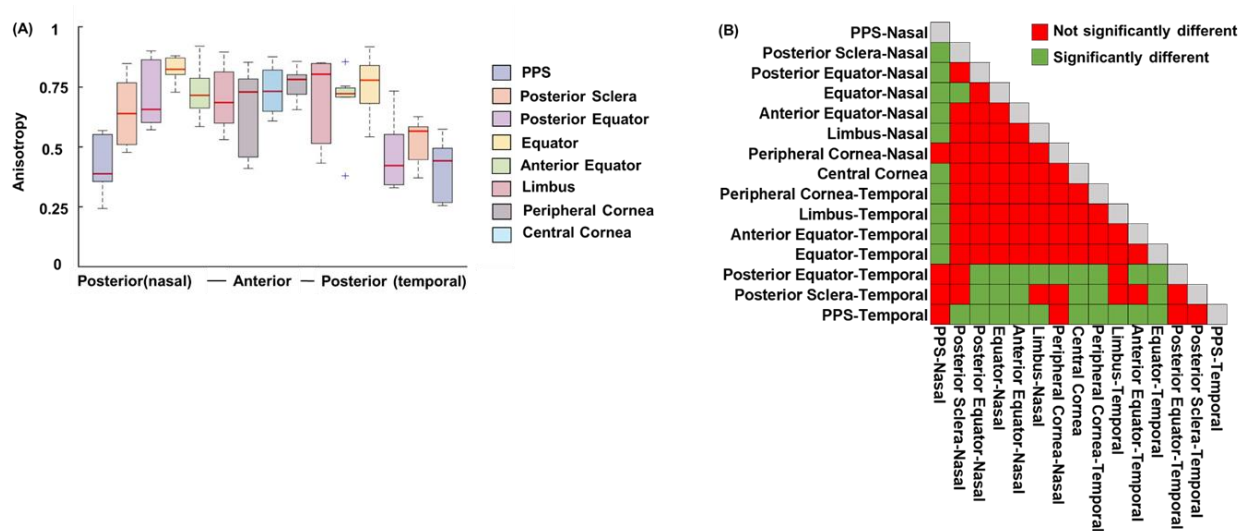 (A)
1
0.75
0.5
0.25
0
Anisotropy
Posterior(nasal) — Anterior — Posterior (temporal)
PPS
Posterior Sclera
Posterior Equator
Equator
Anterior Equator
Limbus
Peripheral Cornea
Central Cornea
(B)
Not significantly different
Significantly different
PPS-Nasal
Posterior Sclera-Nasal
Posterior Equator-Nasal
Equator-Nasal
Anterior Equator-Nasal
Limbus-Nasal
Peripheral Cornea-Nasal
Central Cornea
Peripheral Cornea-Temporal
Limbus-Temporal
Anterior Equator-Temporal
Equator-Temporal
Posterior Equator-Temporal
Posterior Sclera-Temporal
PPS-Temporal
PPS-Nasal
Posterior Sclera-Nasal
Posterior Equator-Nasal
Equator-Nasal
Anterior Equator-Nasal
Limbus-Nasal
Peripheral Cornea-Nasal
Central Cornea
Peripheral Cornea-Temporal
Limbus-Temporal
Anterior Equator-Temporal
Equator-Temporal
Posterior Equator-Temporal
Posterior Sclera-Temporal
PPS-Temporal